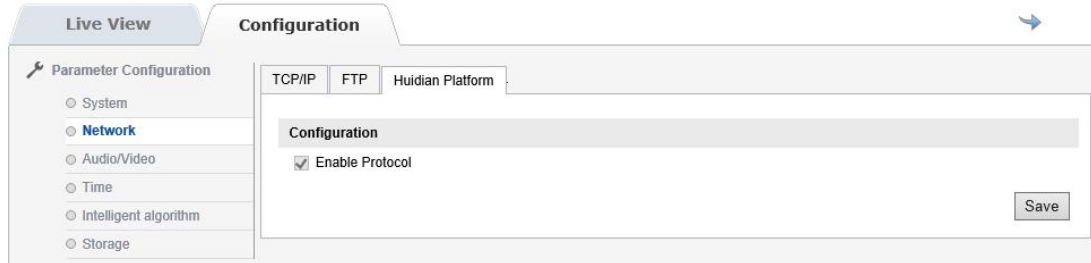 Live View
Configuration
Parameter Configuration
System
Network
Audio/Video
Time
Intelligent algorithm
Storage
TCP/IP
FTP
Huidian Platform
Configuration
Enable Protocol
Save